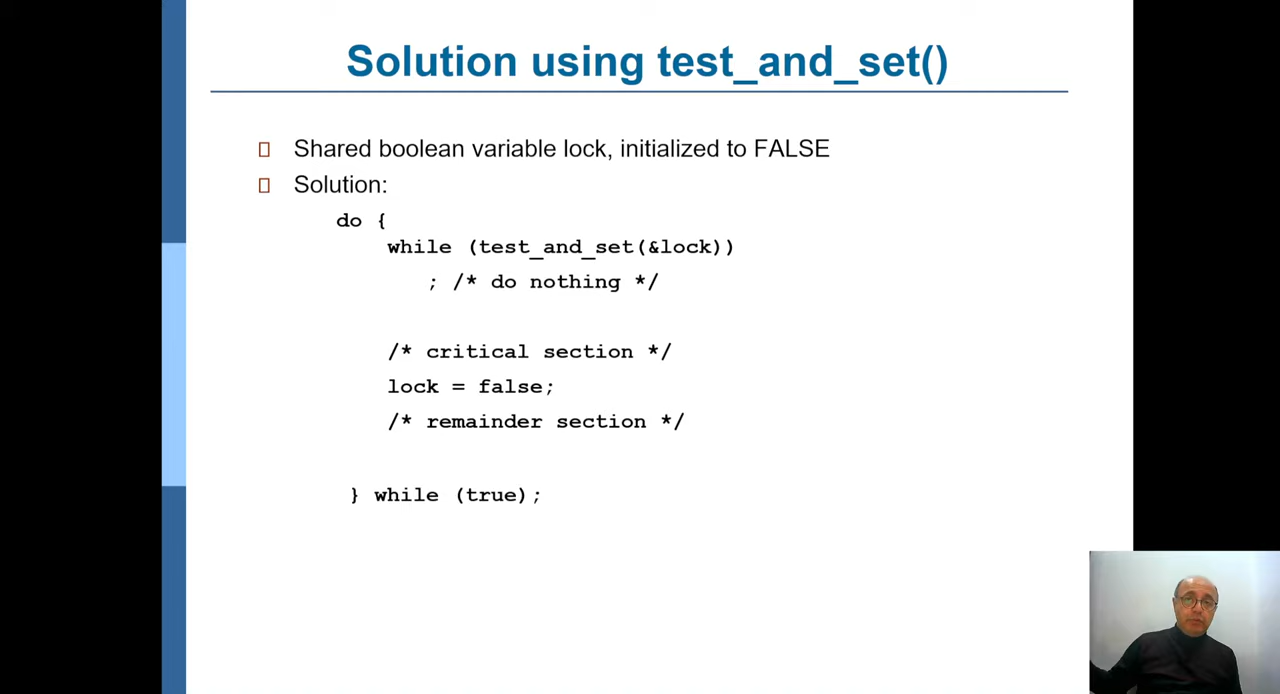 Solution using test_and_set()
Shared boolean variable lock, initialized to FALSE
Solution:
do {
while (test_and_set(&lock))
; /* do nothing */
/* critical section */
lock = false;
/* remainder section */
} while (true);